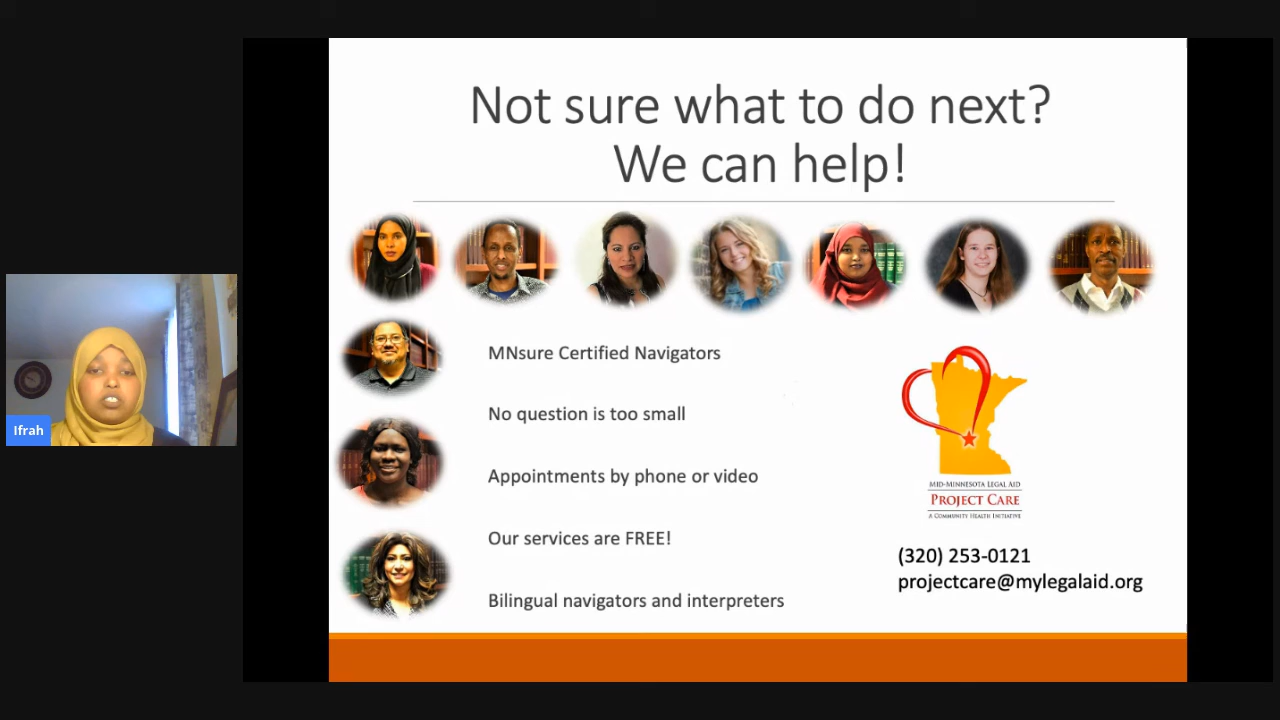 Not sure what to do next?
We can help!
Ifrah
MNsure Certified Navigators
No question is too small
Appointments by phone or video
Our services are FREE!
Bilingual navigators and interpreters
MID-MINNESOTA LEGAL AID
PROJECT CARE
A COMMUNITY HEALTH INITIATIVE
(320) 253-0121
projectcare@mylegalaid.org